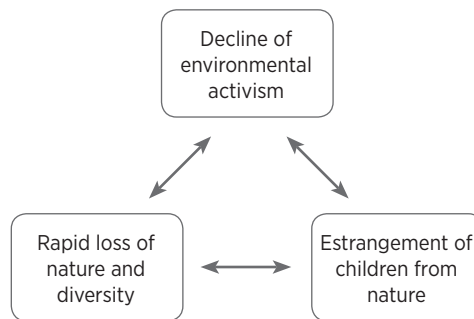 Decline of
environmental
activism
Rapid loss of
nature and
diversity
Estrangement of
children from
nature